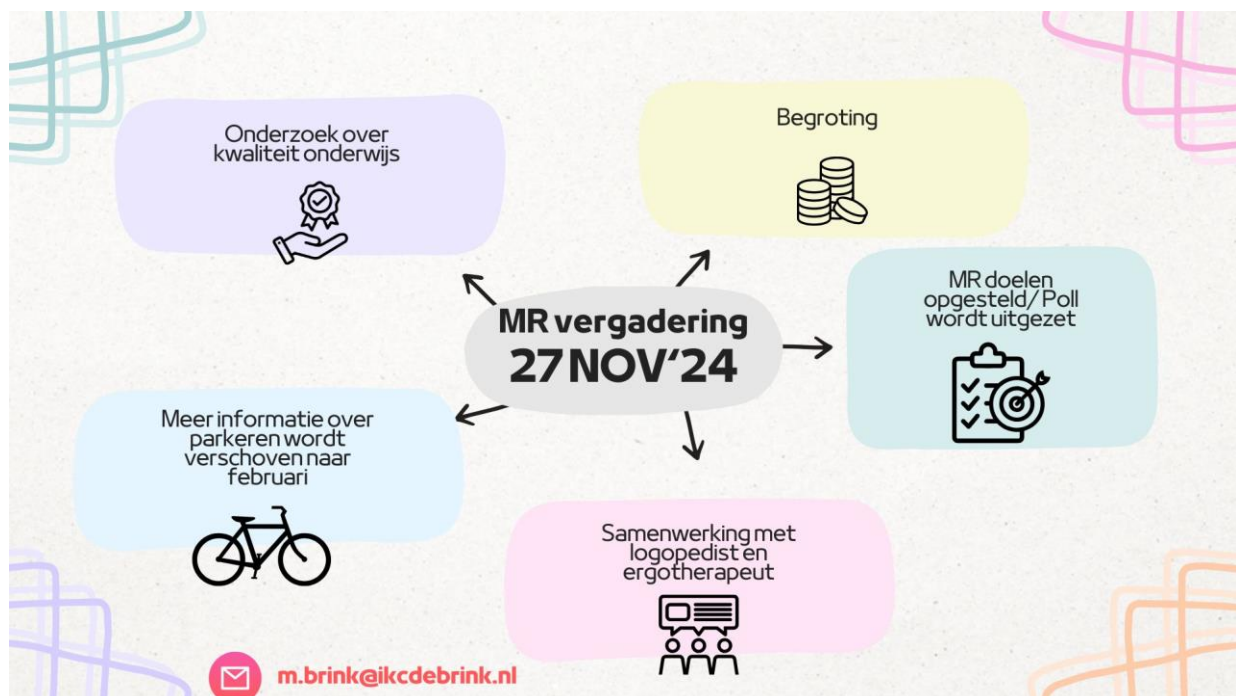 Onderzoek over
kwaliteit onderwijs
Begroting
MR doelen
opgesteld/ Poll
wordt uitgezet
MR vergadering
27 NOV'24
Meer informatie over
parkeren wordt
verschoven naar
februari
Samenwerking met
logopedist en
ergotherapeut
m.brink@ikcdebrink.nl